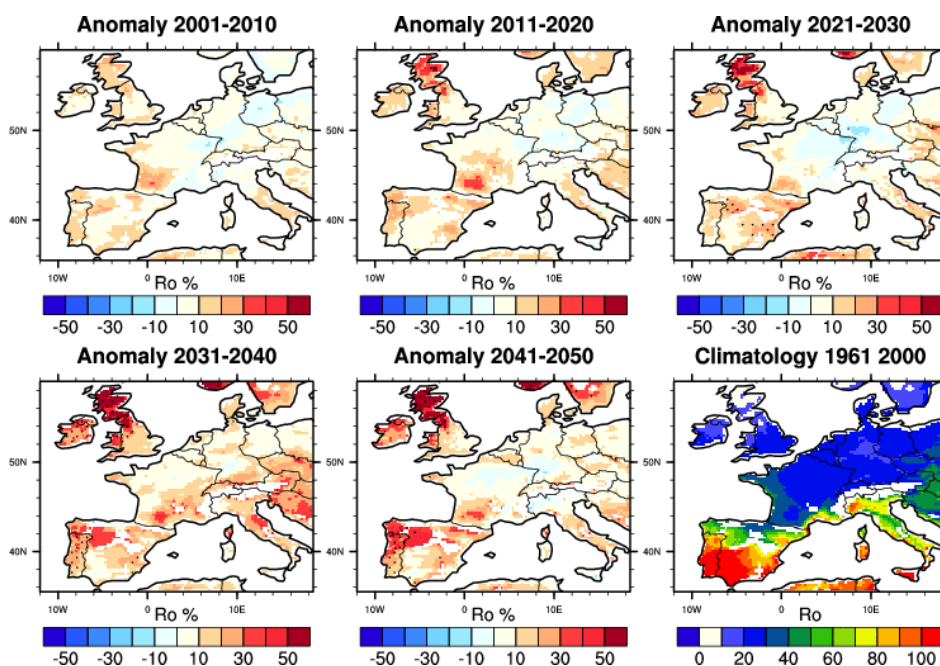 Anomaly 2001-2010
Anomaly 2011-2020
Anomaly 2021-2030
50N
40N
10W 0 10E
Ro %
-50 -30 -10 10 30 50
50N
40N
10W 0 10E
Ro %
-50 -30 -10 10 30 50
50N
40N
10W 0 10E
Ro %
-50 -30 -10 10 30 50
Anomaly 2031-2040
Anomaly 2041-2050
Climatology 1961 2000
50N
40N
10W 0 10E
Ro %
-50 -30 -10 10 30 50
50N
40N
10W 0 10E
Ro %
-50 -30 -10 10 30 50
50N
40N
10W 0 10E
Ro
0 20 40 60 80 100